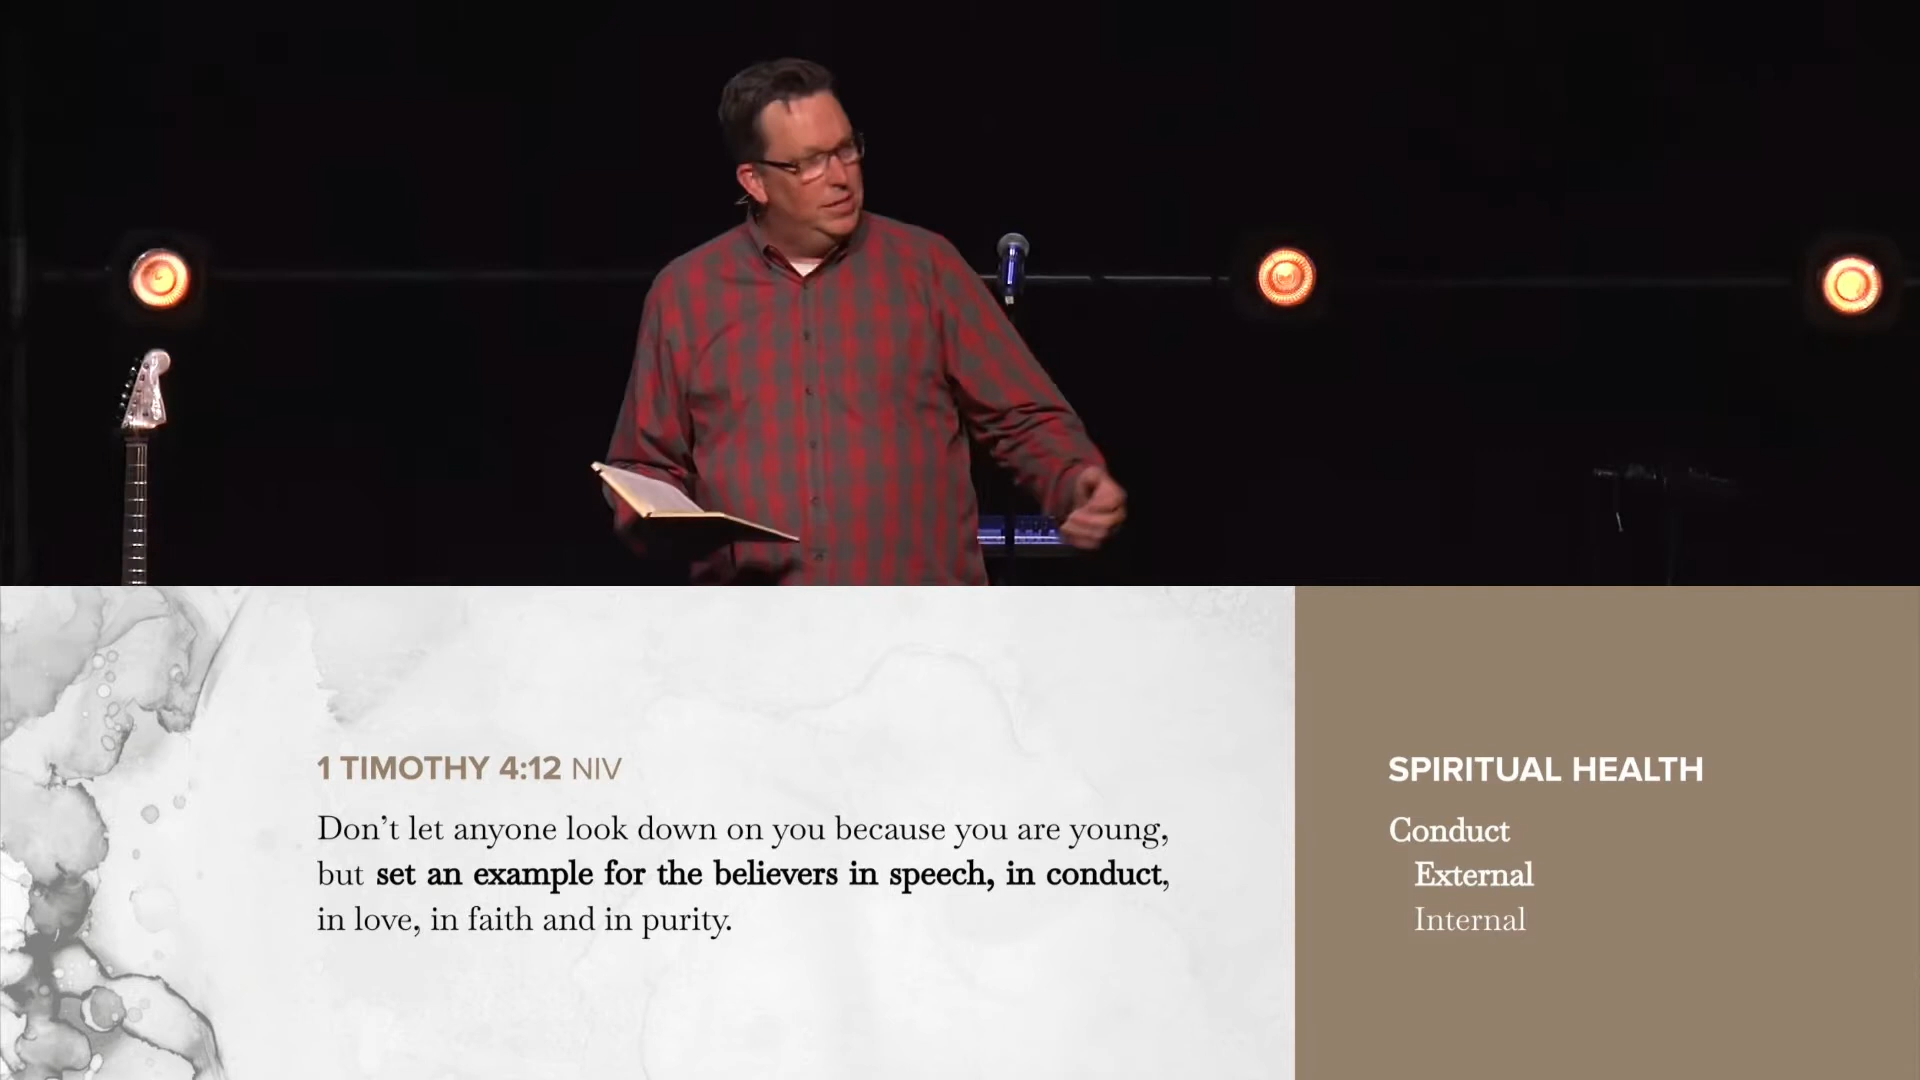 1 TIMOTHY 4:12 NIV
Don’t let anyone look down on you because you are young,
but set an example for the believers in speech, in conduct,
in love, in faith and in purity.
SPIRITUAL HEALTH
Conduct
External
Internal